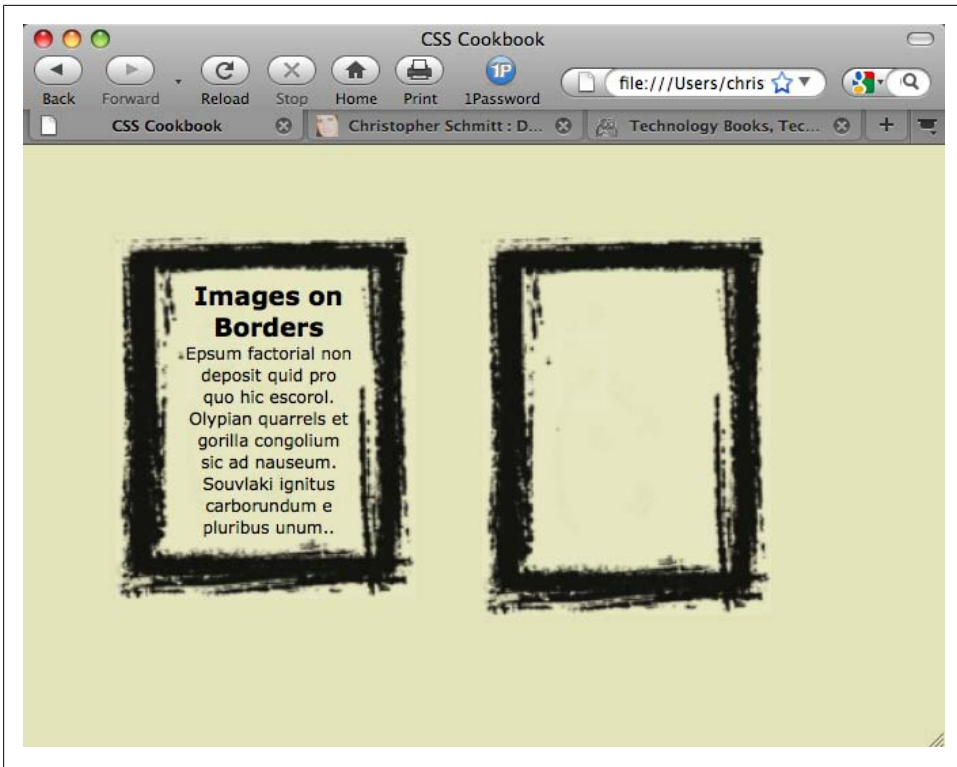 CSS Cookbook
Back Forward Reload Stop Home Print 1Password
1P
file:///Users/chris
CSS Cookbook Christopher Schmitt : D... Technology Books, Tec...
Images on
Borders
Epsum factorial non
deposit quid pro
quo hic escorol.
Olypian quarrels et
gorilla congolium
sic ad nauseum.
Souvlaki ignitus
carborundum e
pluribus unum..